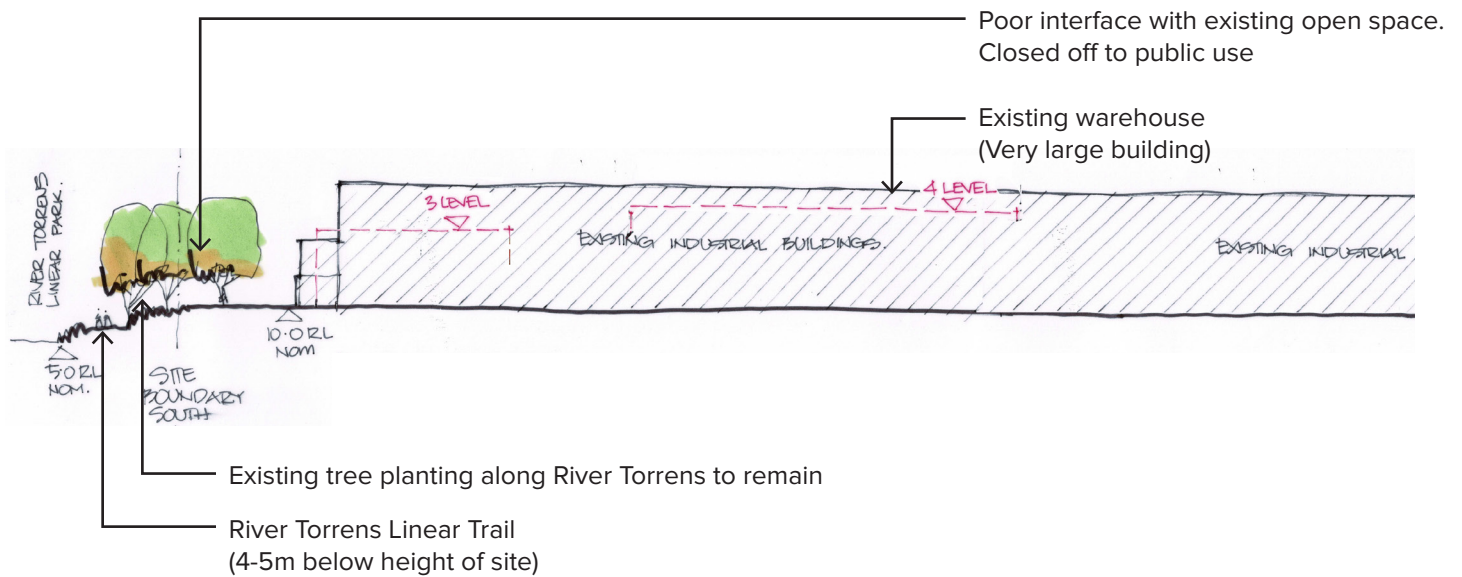 Poor interface with existing open space.
Closed off to public use
Existing warehouse
(Very large building)
RIVER TORRENS
LINEAR PARK.
3 LEVEL
4 LEVEL
EXISTING INDUSTRIAL BUILDINGS.
EXISTING INDUSTRIAL
10.0 RL
NOM
5.0 RL
NOM.
SITE
BOUNDARY
SOUTH
Existing tree planting along River Torrens to remain
River Torrens Linear Trail
(4-5m below height of site)